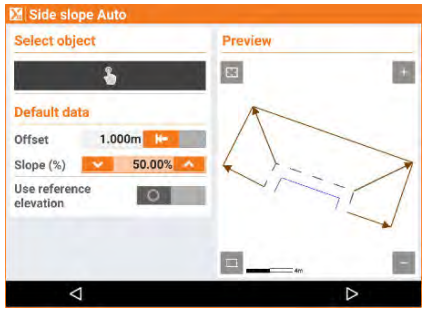 Side slope Auto
Select object
Default data
Offset 1.000m
Slope (%) 50.00%
Use reference
elevation
Preview
4m